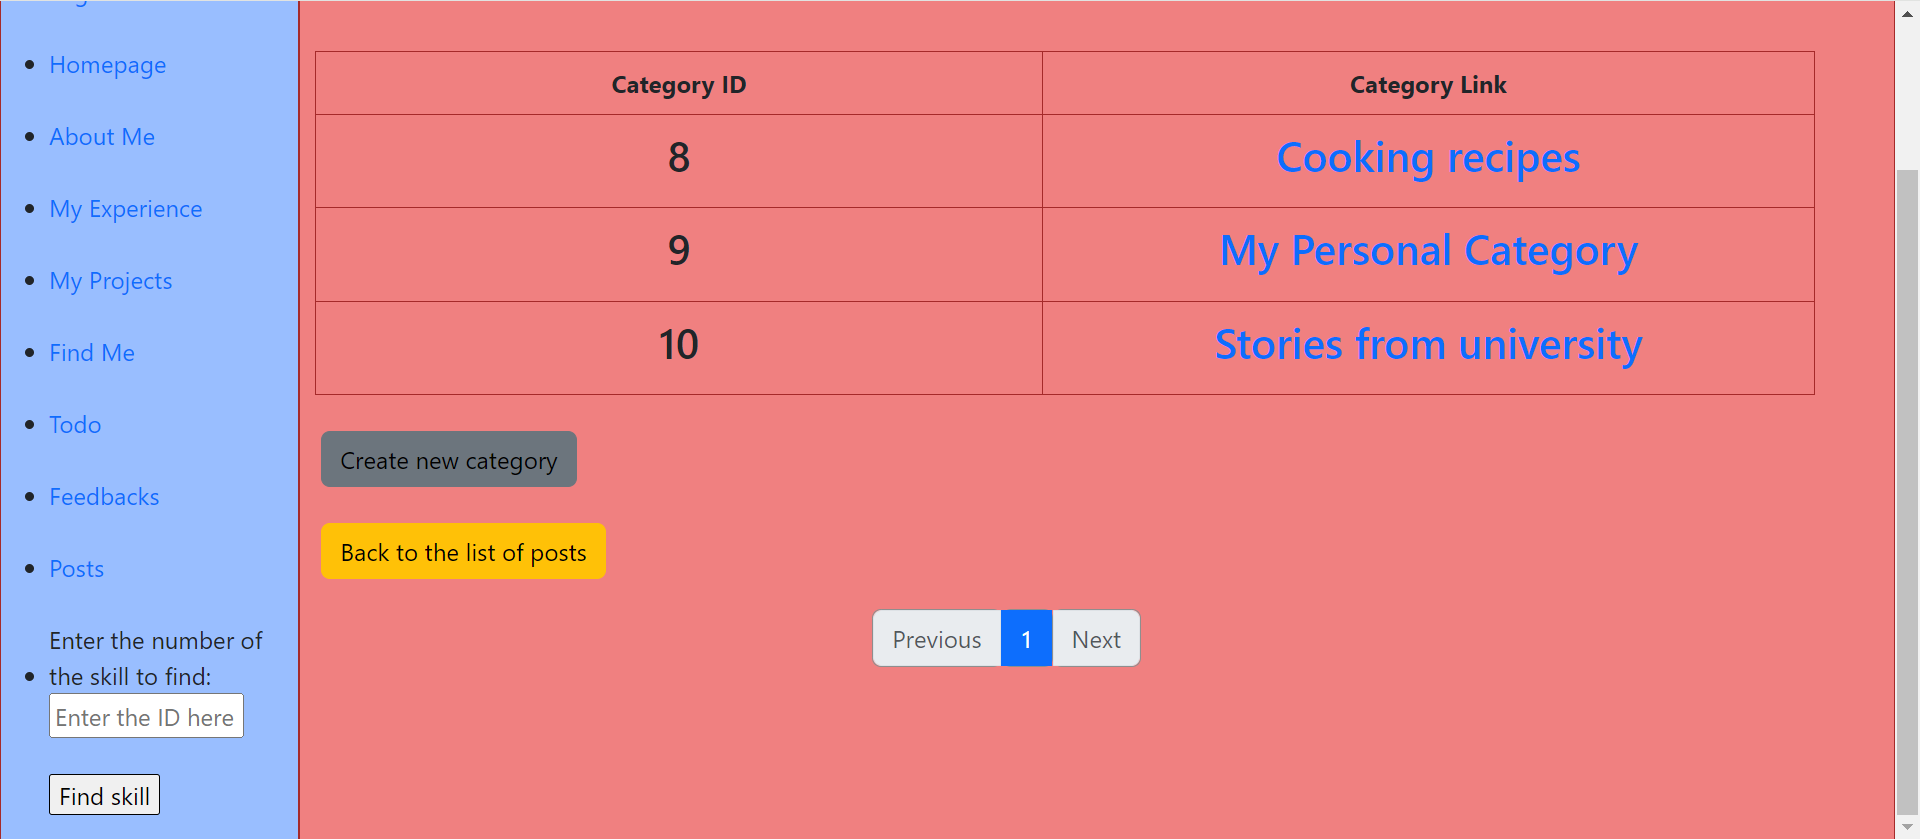 Homepage
About Me
My Experience
My Projects
Find Me
Todo
Feedbacks
Posts
Enter the number of
the skill to find:
Enter the ID here
Find skill
Category ID Category Link
8 Cooking recipes
9 My Personal Category
10 Stories from university
Create new category
Back to the list of posts
Previous 1 Next